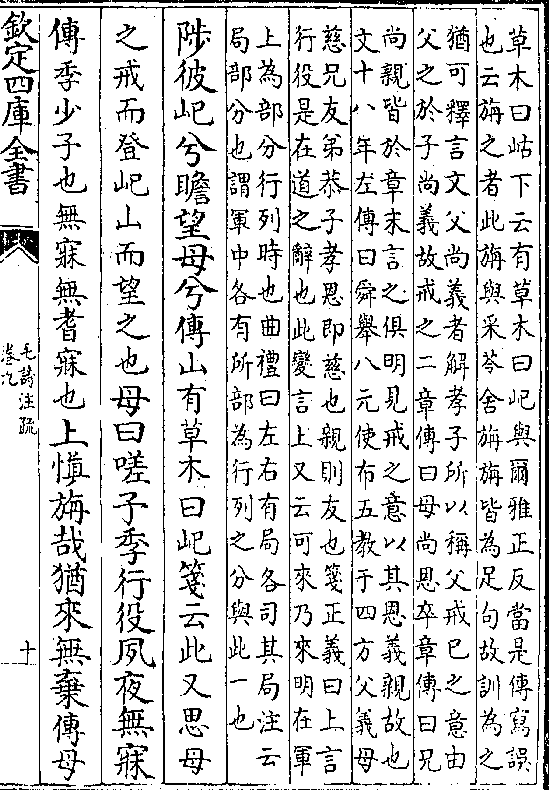 草木曰岵下云有草木曰屺與爾雅正反當是傳寫誤
也云旃之者此旃與采苓舍旃旃皆為足句故訓為之
猶可釋言文父尚義者解孝子所以稱父戒已之意由
父之於子尚義故戒之二章傳曰母尚恩卒章傳曰兄
尚親皆於章末言之俱明見戒之意以其恩義親故也
文十八年左傳曰舜舉八元使布五教于四方父義母
慈兄友弟恭子孝恩即慈也親則友也箋正義曰上言
行役是在道之辭也此變言上又云可來乃來明在軍
上為部分行列時也曲禮曰左右有局各司其局注云
局部分也謂軍中各有所部為行列之分與此一也
陟彼屺兮瞻望母兮傳山有草木曰屺箋云此又思母
之戒而登屺山而望之也母曰嗟予季行役夙夜無寐
傳季少子也無寐無耆寐也上慎旃哉猶來無棄傳母
欽定四庫全書
毛詩注疏
卷九
十